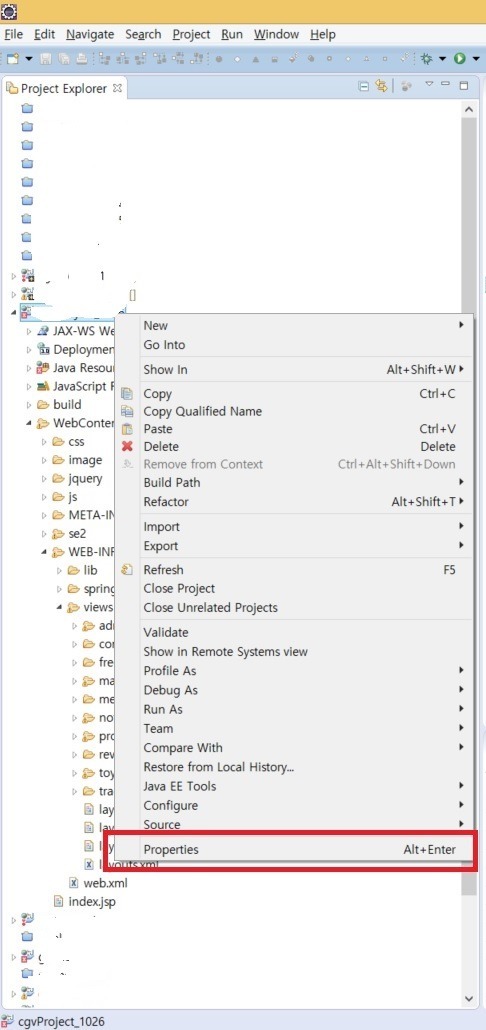 File Edit Navigate Search Project Run Window Help
Project Explorer
1
[]
JAX-WS We
Deploymen
Java Resour
JavaScript R
build
WebConter
css
image
jquery
js
META-IN
se2
WEB-INF
lib
spring
views
adr
cor
fre
ma
me
no
pro
rev
toy
tra
lay
lay
lay
layouts.xml
web.xml
index.jsp
New
Go Into
Show In Alt+Shift+W
Copy Ctrl+C
Copy Qualified Name
Paste Ctrl+V
Delete Delete
Remove from Context Ctrl+Alt+Shift+Down
Build Path
Refactor Alt+Shift+T
Import
Export
Refresh F5
Close Project
Close Unrelated Projects
Validate
Show in Remote Systems view
Profile As
Debug As
Run As
Team
Compare With
Restore from Local History...
Java EE Tools
Configure
Source
Properties Alt+Enter
cgvProject_1026